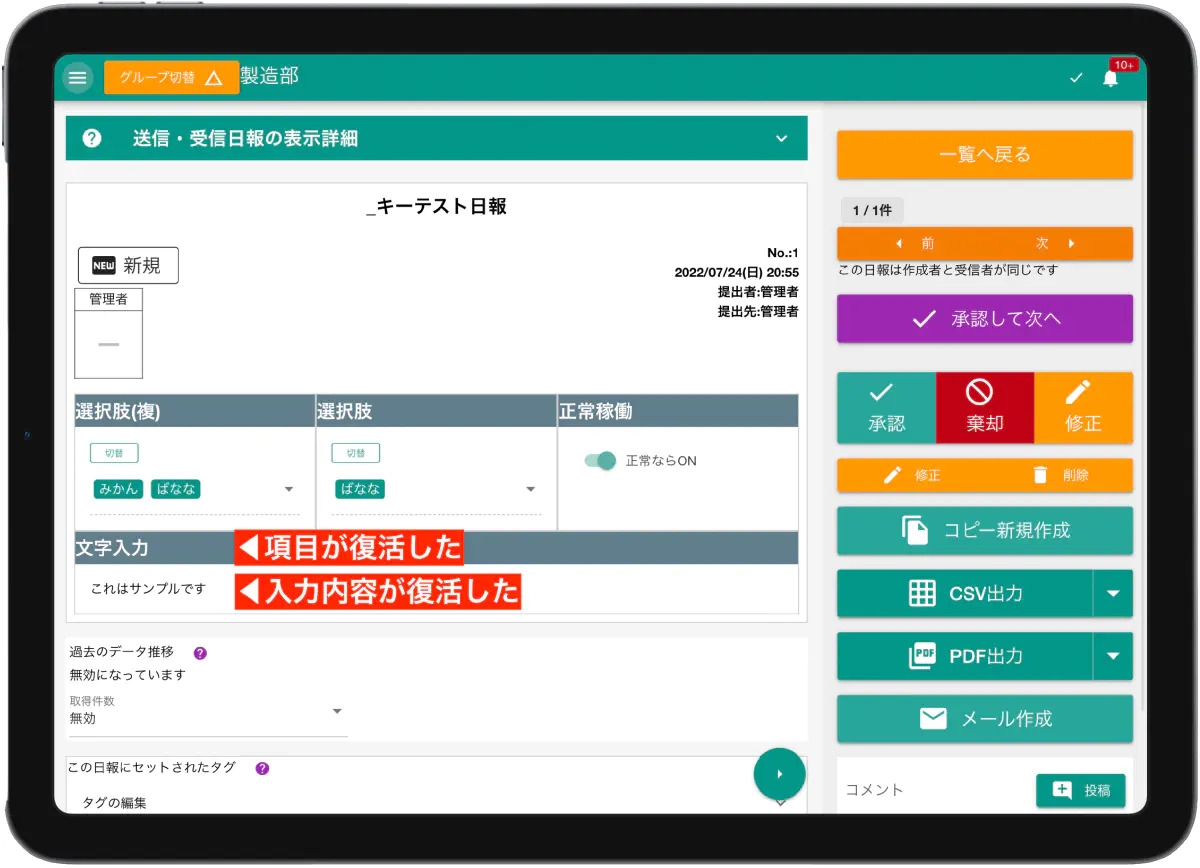 グループ切替
製造部
10+
送信・受信日報の表示詳細
_キーテスト日報
NEW 新規
管理者
No.:1
2022/07/24(日) 20:55
提出者:管理者
提出先:管理者
選択肢(複)
選択肢
正常稼働
切替
切替
正常ならON
みかん ばなな
ばなな
文字入力
◀項目が復活した
これはサンプルです
◀入力内容が復活した
過去のデータ推移
無効になっています
取得件数
無効
この日報にセットされたタグ
タグの編集
一覧へ戻る
1 / 1件
前 次
この日報は作成者と受信者が同じです
承認して次へ
承認
棄却
修正
修正
削除
コピー新規作成
CSV出力
PDF PDF出力
メール作成
コメント
投稿